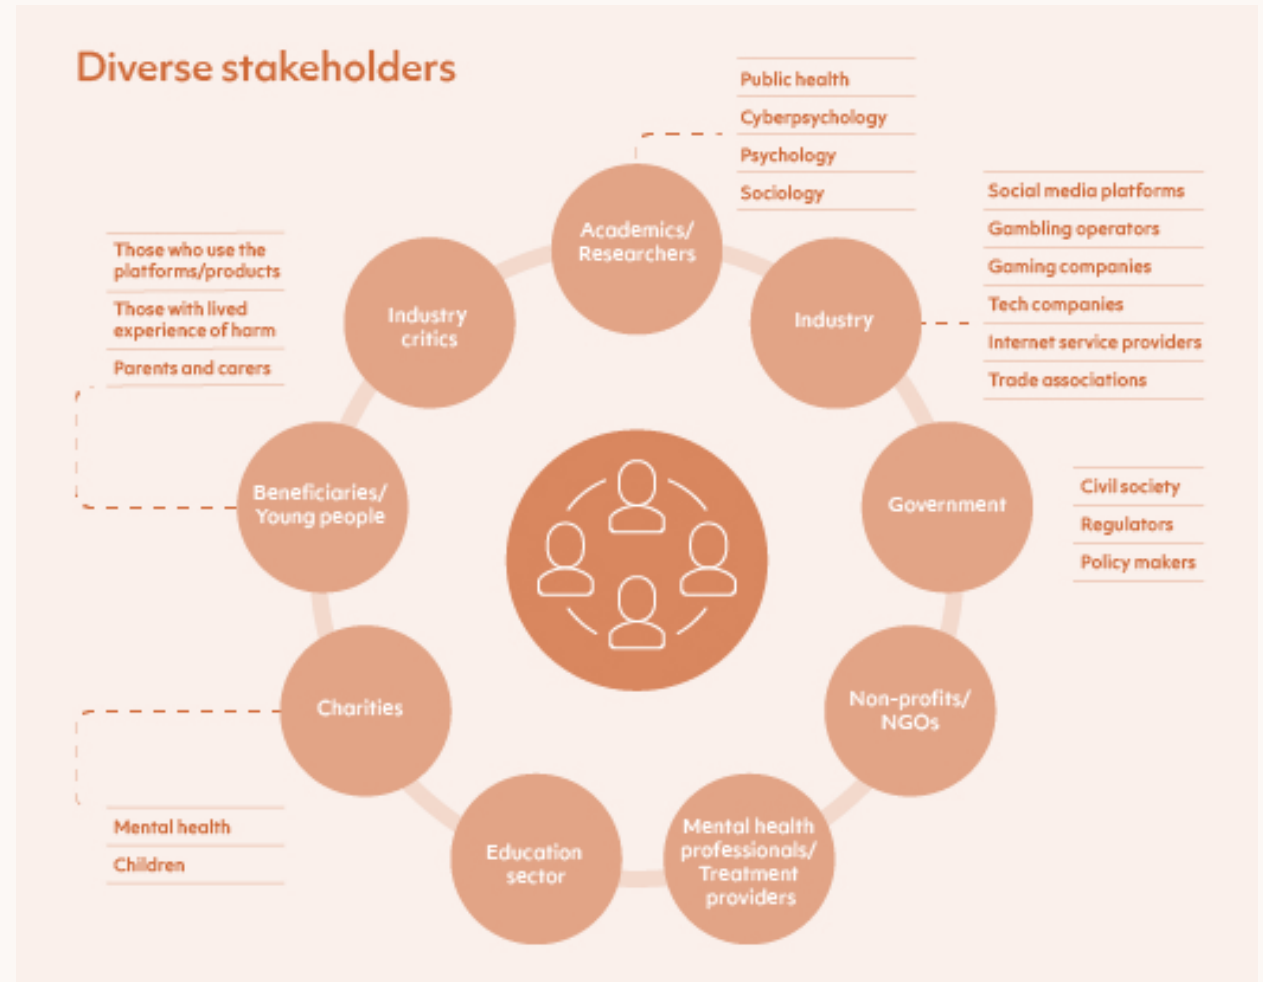 Diverse stakeholders
Public health
Cyberpsychology
Psychology
Sociology
Academics/
Researchers
Social media platforms
Gambling operators
Gaming companies
Tech companies
Internet service providers
Trade associations
Industry
Those who use the
platforms/products
Those with lived
experience of harm
Parents and carers
Industry
critics
Beneficiaries/
Young people
Government
Civil society
Regulators
Policy makers
Charities
Non-profits/
NGOs
Mental health
Children
Education
sector
Mental health
professionals/
Treatment
providers